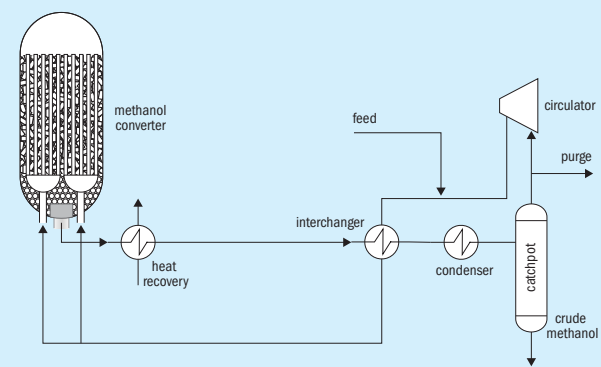 methanol
converter
feed
circulator
purge
interchanger
heat
recovery
condenser
catchpot
crude
methanol